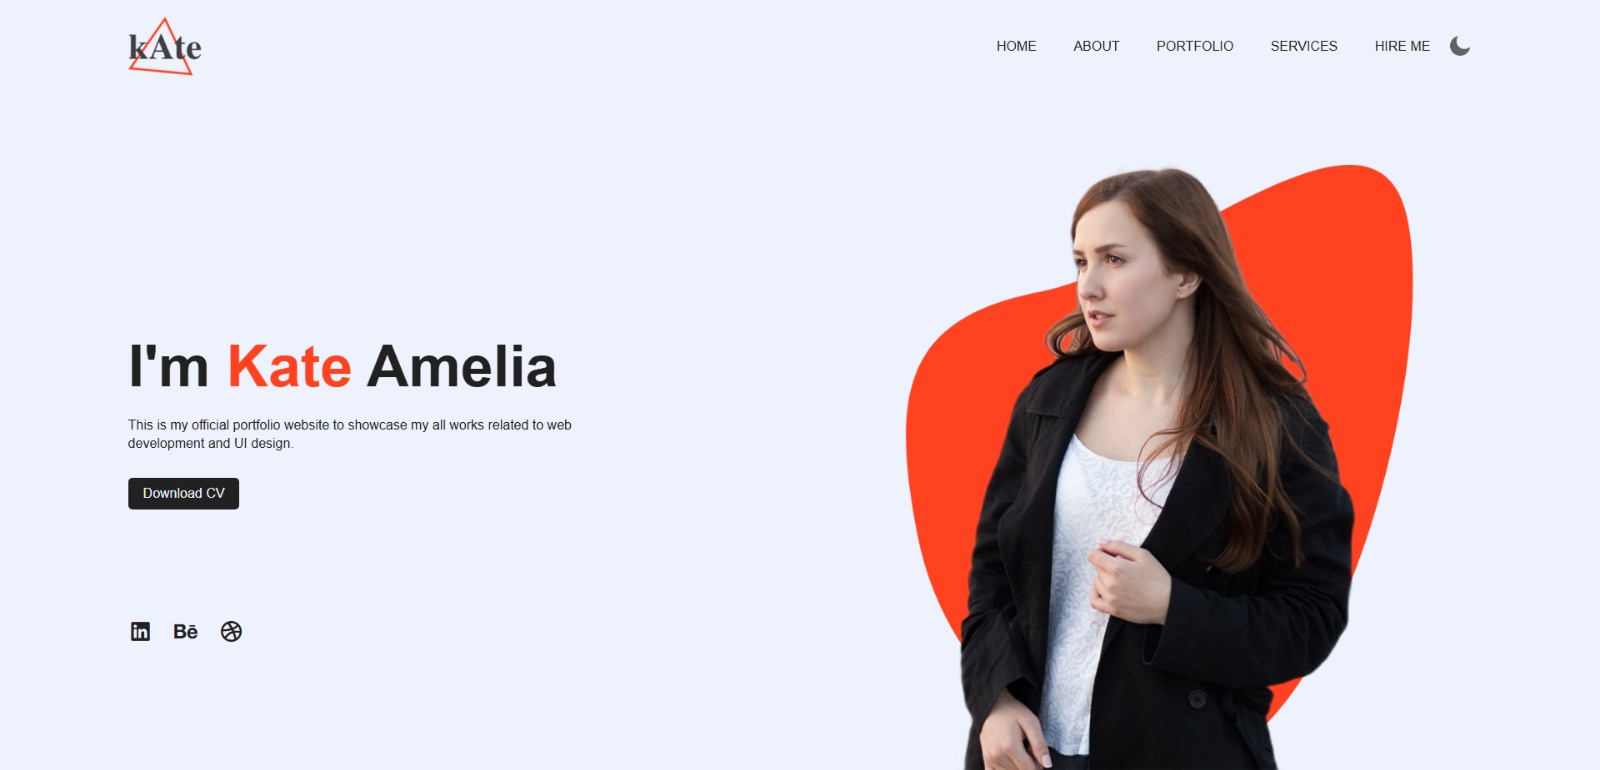 kAte
HOME ABOUT PORTFOLIO SERVICES HIRE ME
I'm Kate Amelia
This is my official portfolio website to showcase my all works related to web
development and UI design.
Download CV
in Bē